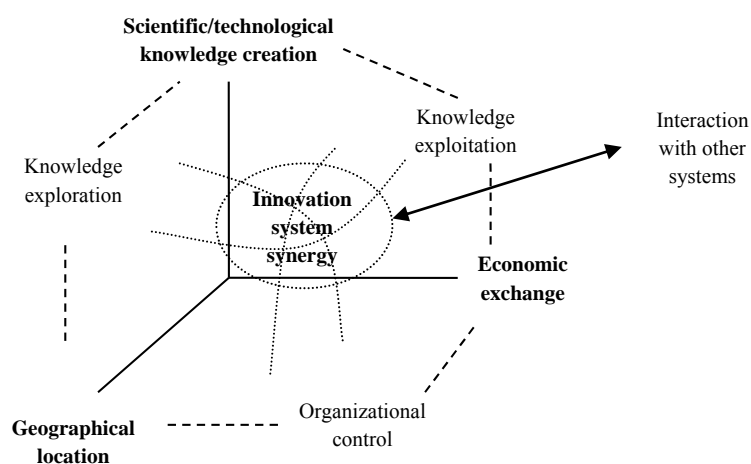 Scientific/technological
knowledge creation
Knowledge
exploitation
Interaction
with other
systems
Knowledge
exploration
Innovation
system
synergy
Economic
exchange
Organizational
control
Geographical
location